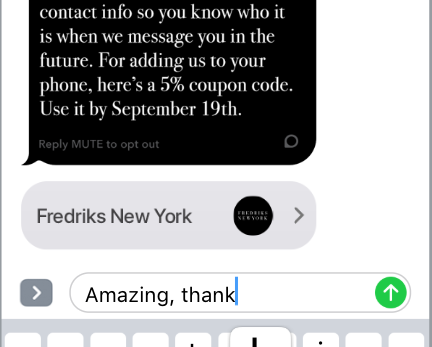 contact info so you know who it
is when we message you in the
future. For adding us to your
phone, here's a 5% coupon code.
Use it by September 19th.
Reply MUTE to opt out
Fredriks New York
FREDRIKS
NEWYORK
Amazing, thank